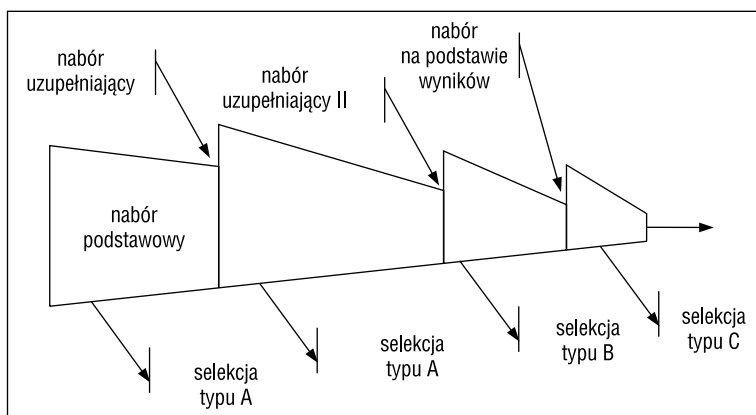 nabór
uzupełniający
nabór
uzupełniający II
nabór
na podstawie
wyników
nabór
podstawowy
selekcja
typu A
selekcja
typu A
selekcja
typu B
selekcja
typu C